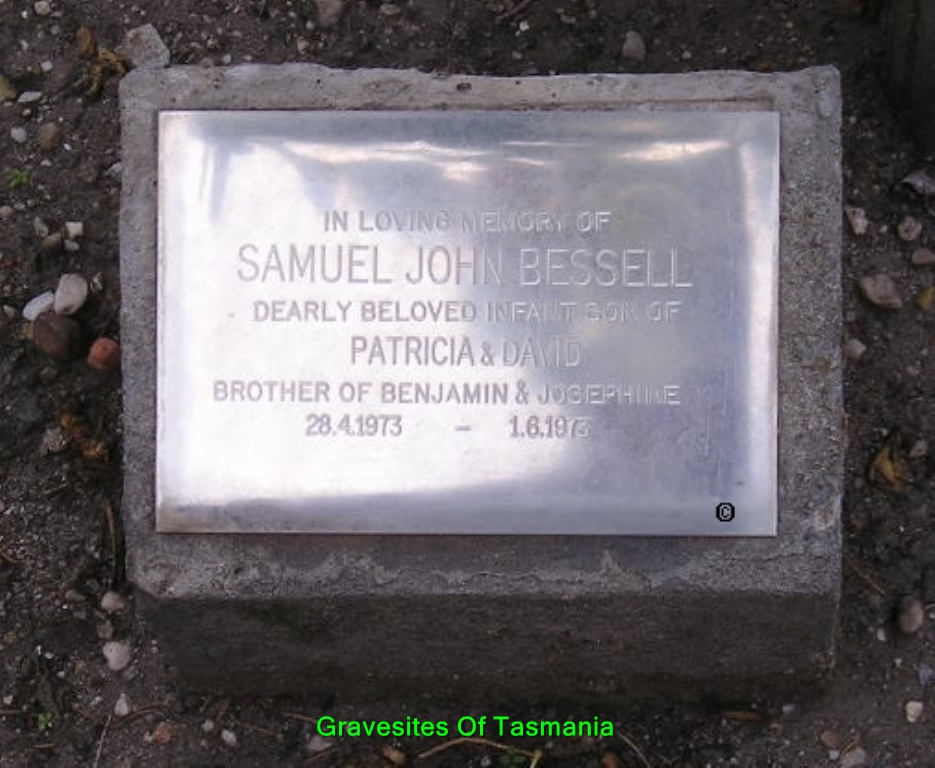 IN LOVING MEMORY OF
SAMUEL JOHN BESSELL
DEARLY BELOVED INFANT SON OF
PATRICIA & DAVID
BROTHER OF BENJAMIN & JOSEPHINE
28.4.1973 – 1.6.1973
©
Gravesites Of Tasmania